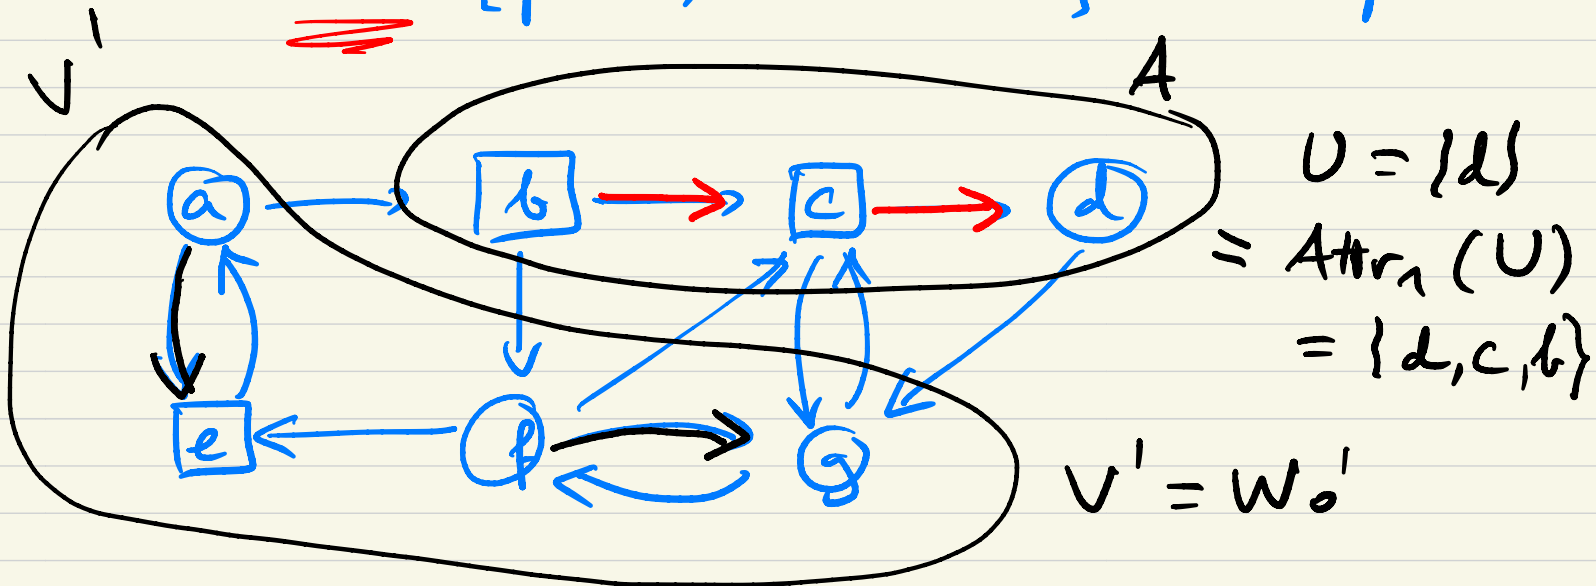 V'
A
a
b
c
d
U = {d}
= Attr₁ (U)
= {d, c, b}
e
f
g
V' = W₀'